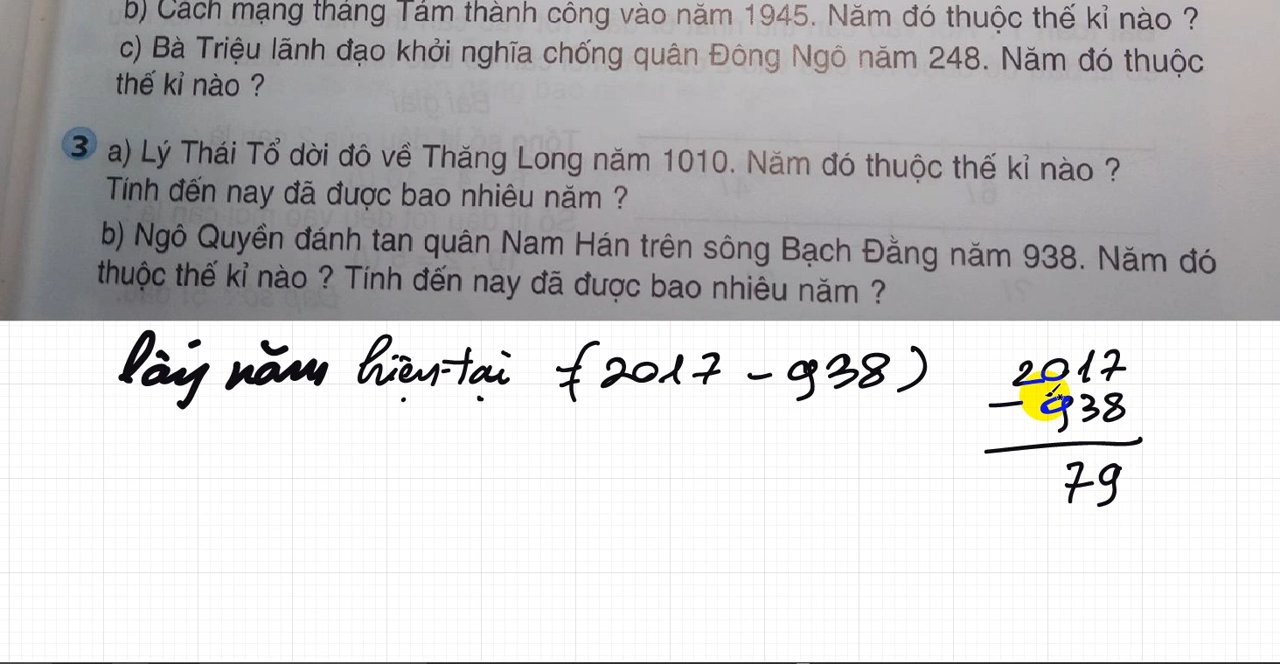 b) Cách mạng tháng Tám thành công vào năm 1945. Năm đó thuộc thế kỉ nào ?
c) Bà Triệu lãnh đạo khởi nghĩa chống quân Đông Ngô năm 248. Năm đó thuộc
thế kỉ nào ?
3 a) Lý Thái Tổ dời đô về Thăng Long năm 1010. Năm đó thuộc thế kỉ nào ?
Tính đến nay đã được bao nhiêu năm ?
b) Ngô Quyền đánh tan quân Nam Hán trên sông Bạch Đằng năm 938. Năm đó
thuộc thế kỉ nào ? Tính đến nay đã được bao nhiêu năm ?
lấy năm hiện tại (2017 - 938)
2017
- 938
79